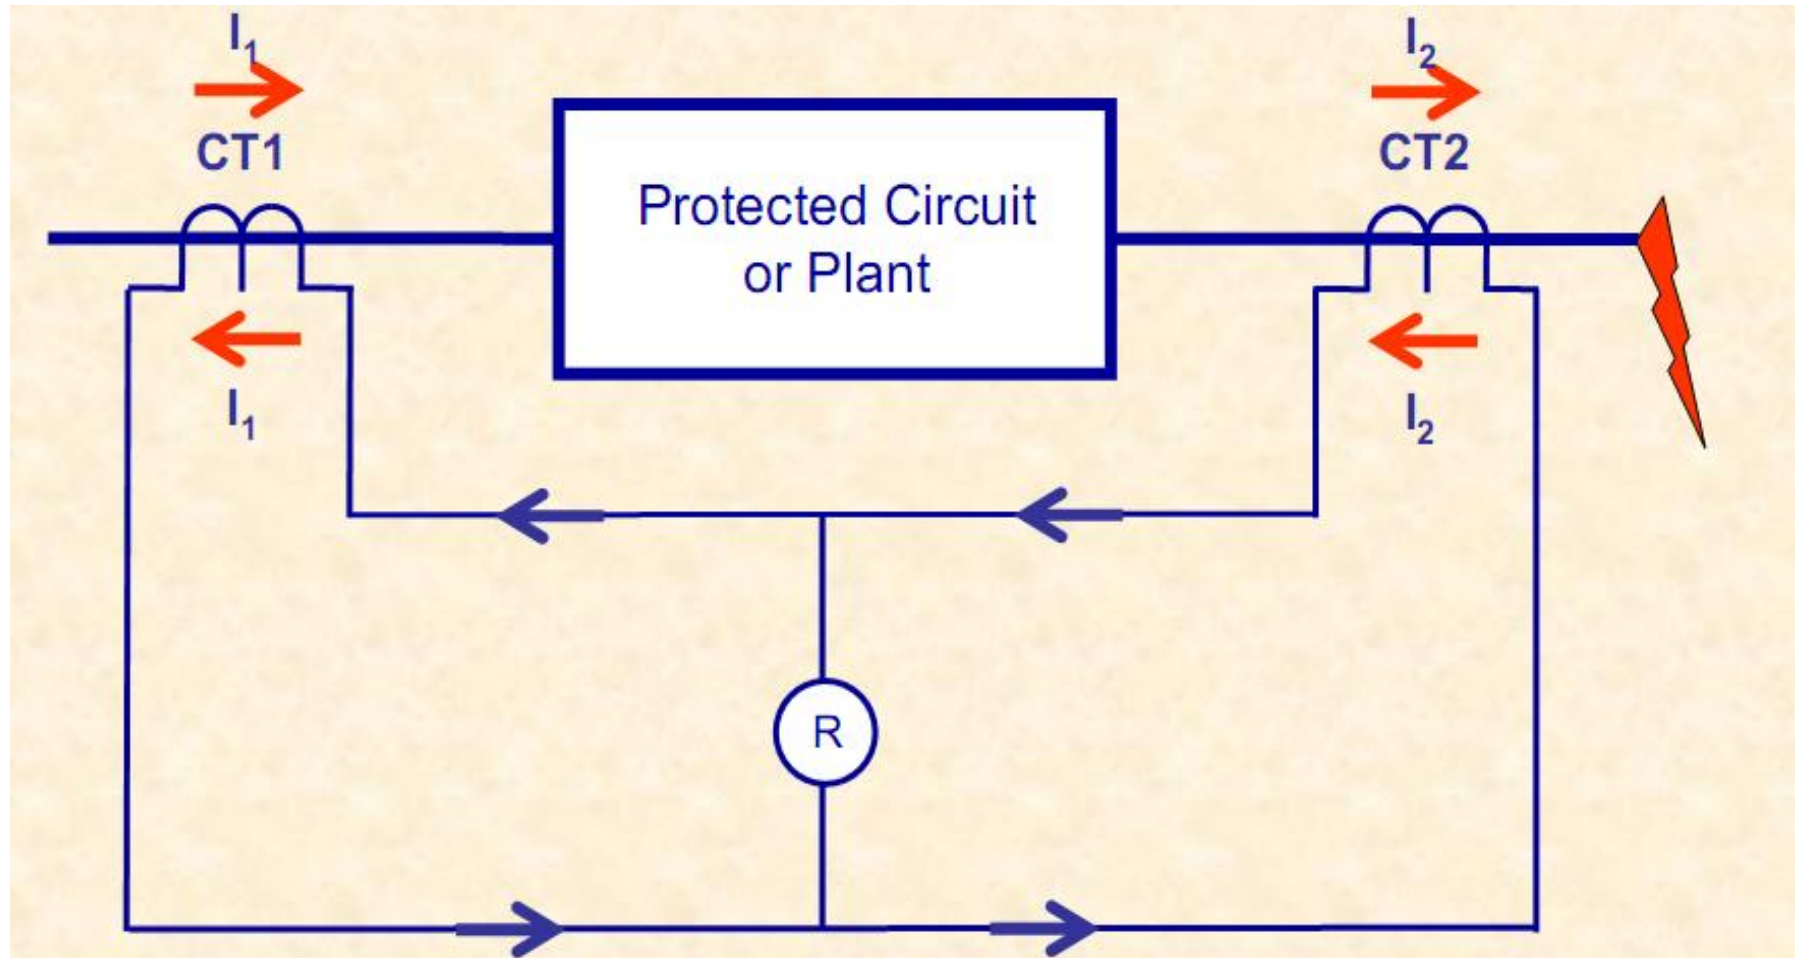 I₁
I₂
CT1
CT2
Protected Circuit
or Plant
I₁
I₂
R